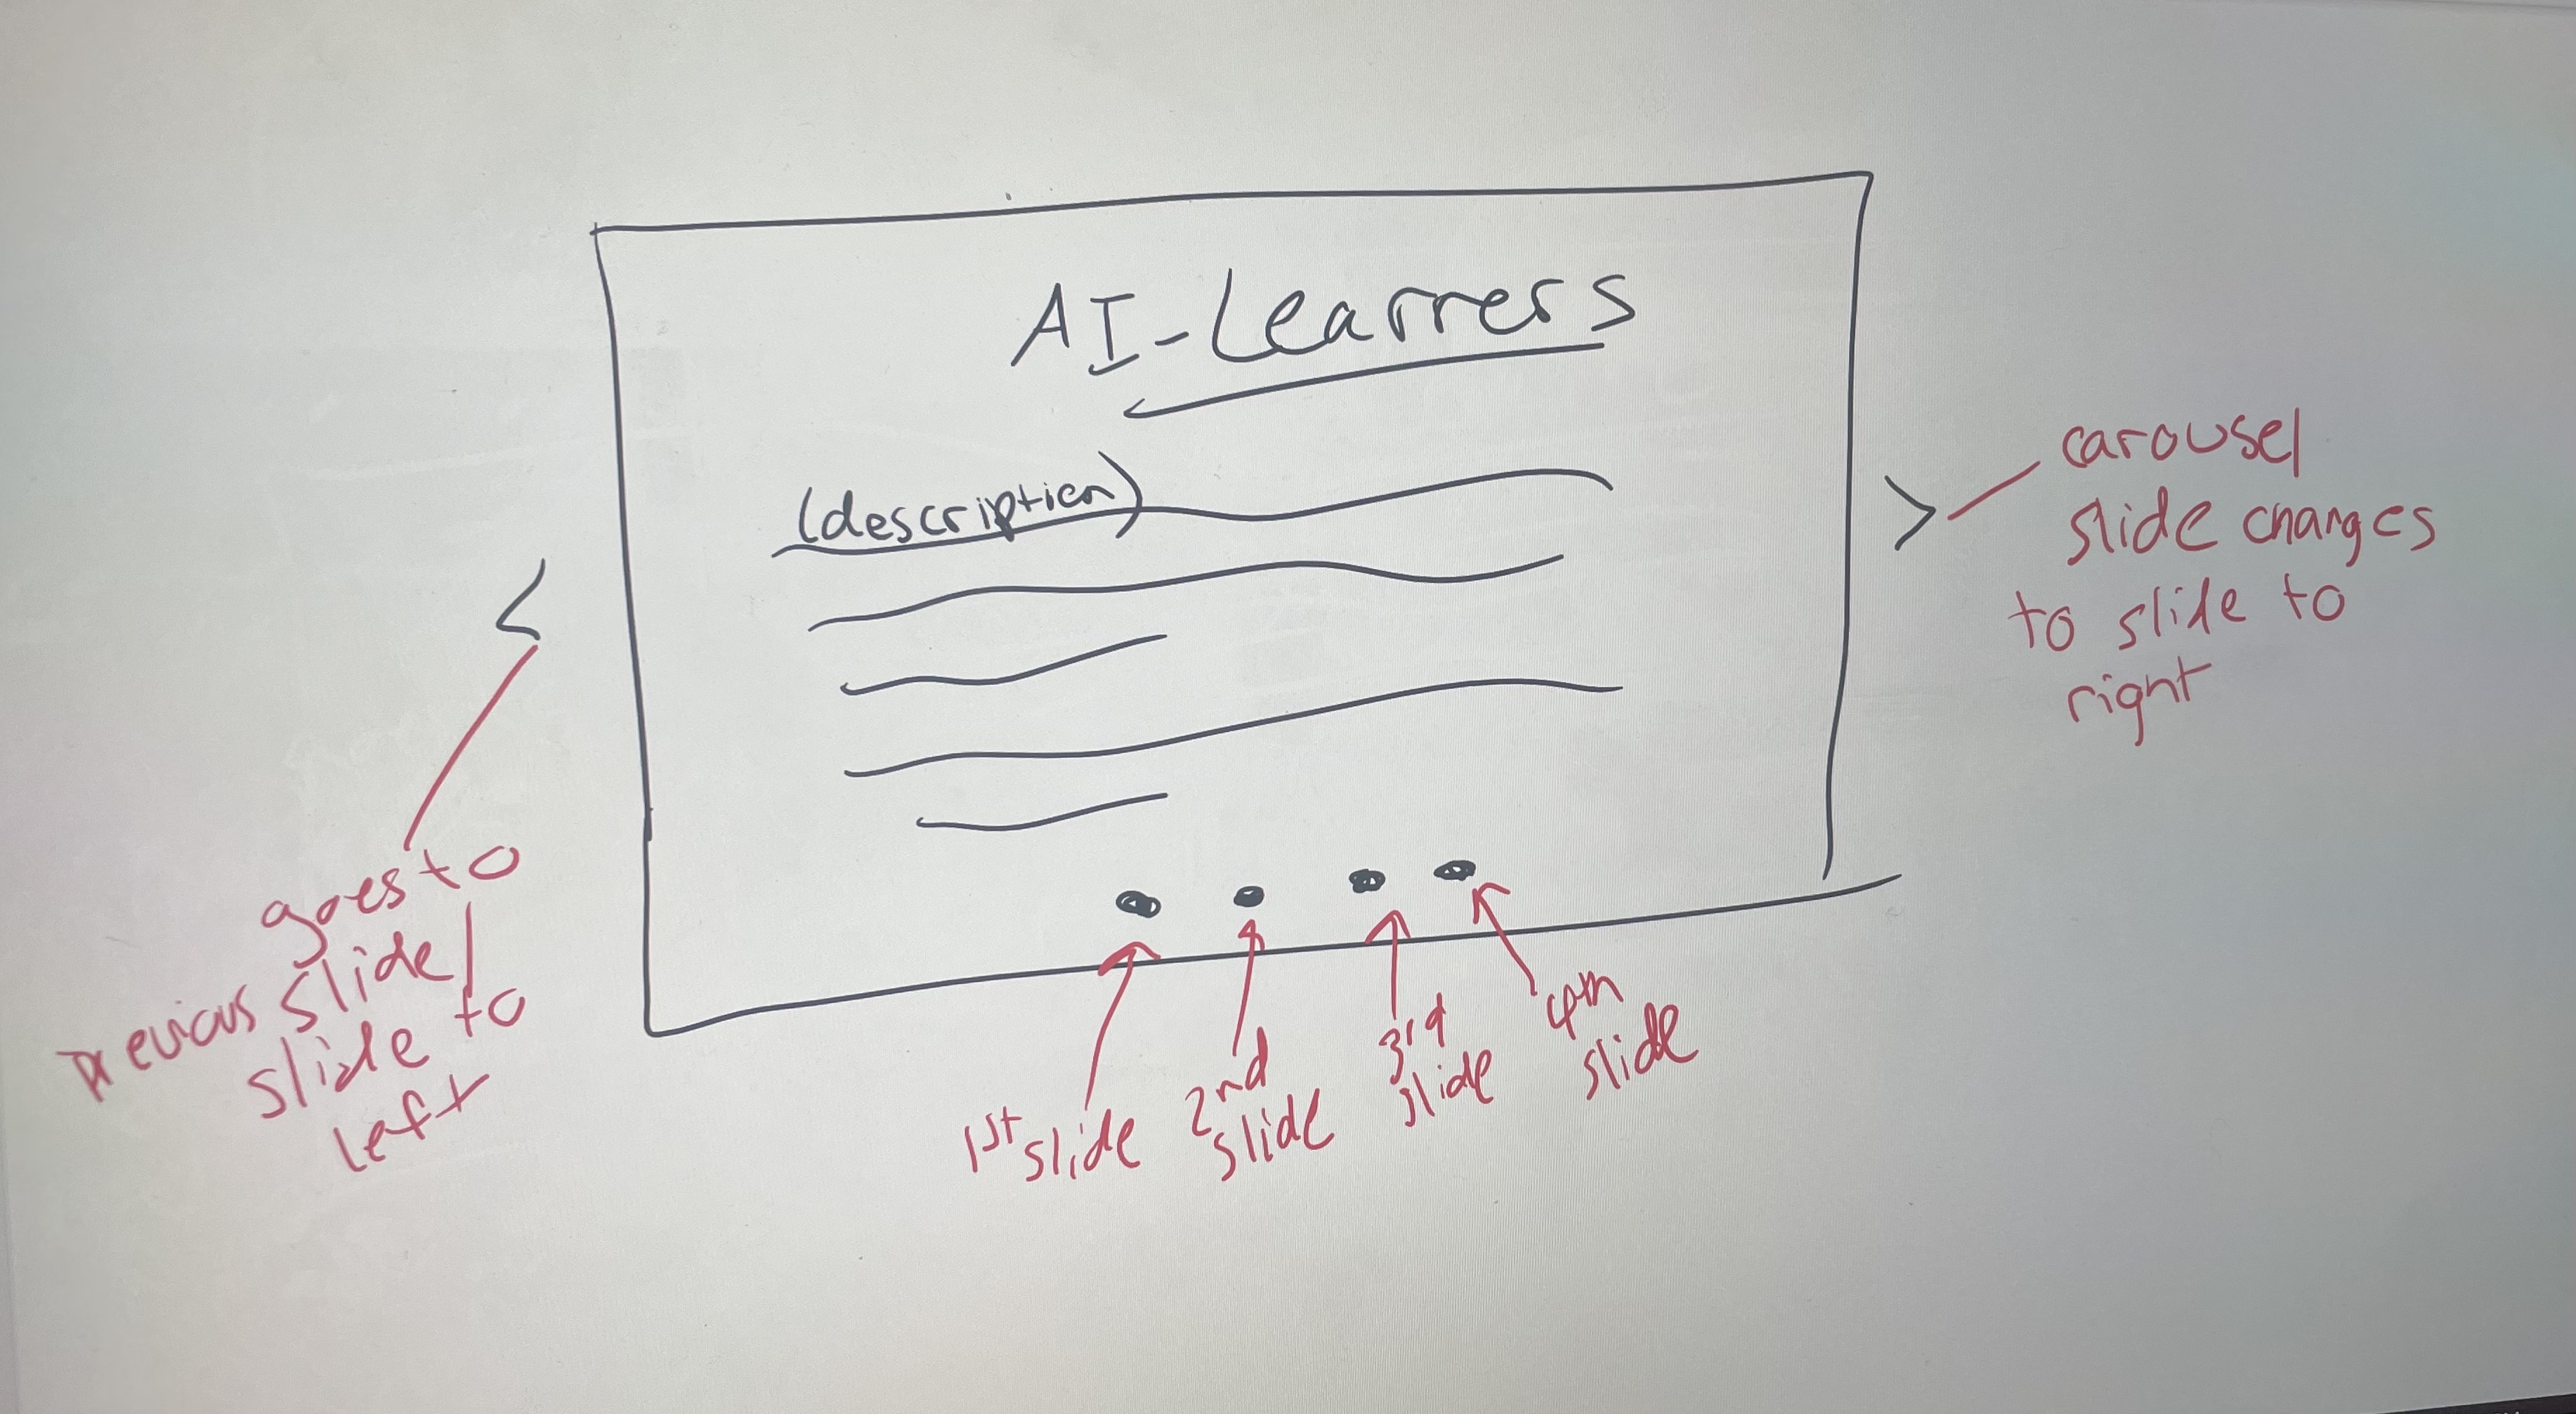 AI-Learners
(description)
<
>
carousel
slide changes
to slide to
right
goes to
previous slide/
slide to
left
1st slide
2nd slide
3rd slide
4th slide